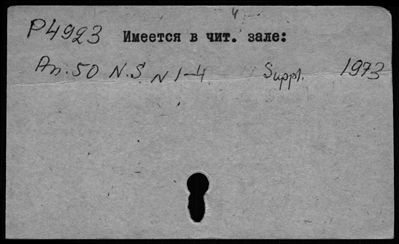 P4923 Имеется в чит. зале:
An. 50 N.S. N 1-4 Suppl. 1973